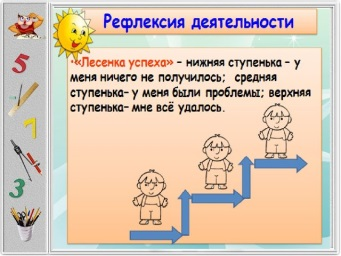 Рефлексия деятельности
•«Лесенка успеха» – нижняя ступенька – у
меня ничего не получилось; средняя
ступенька– у меня были проблемы; верхняя
ступенька– мне всё удалось.
5
1
3